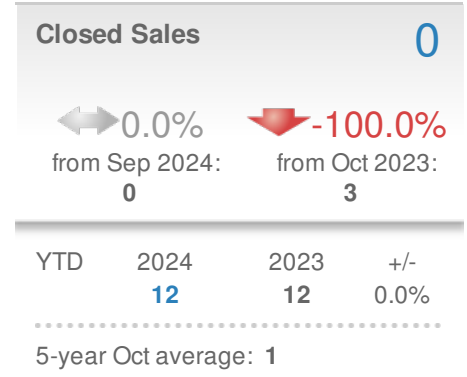 Closed Sales 0
0.0% -100.0%
from Sep 2024: from Oct 2023:
0 3
YTD 2024 2023 +/-
12 12 0.0%
5-year Oct average: 1